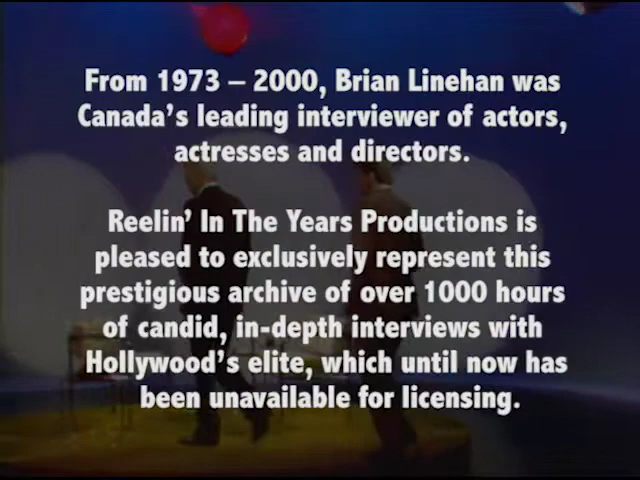 From 1973 – 2000, Brian Linehan was
Canada's leading interviewer of actors,
actresses and directors.
Reelin' In The Years Productions is
pleased to exclusively represent this
prestigious archive of over 1000 hours
of candid, in-depth interviews with
Hollywood's elite, which until now has
been unavailable for licensing.